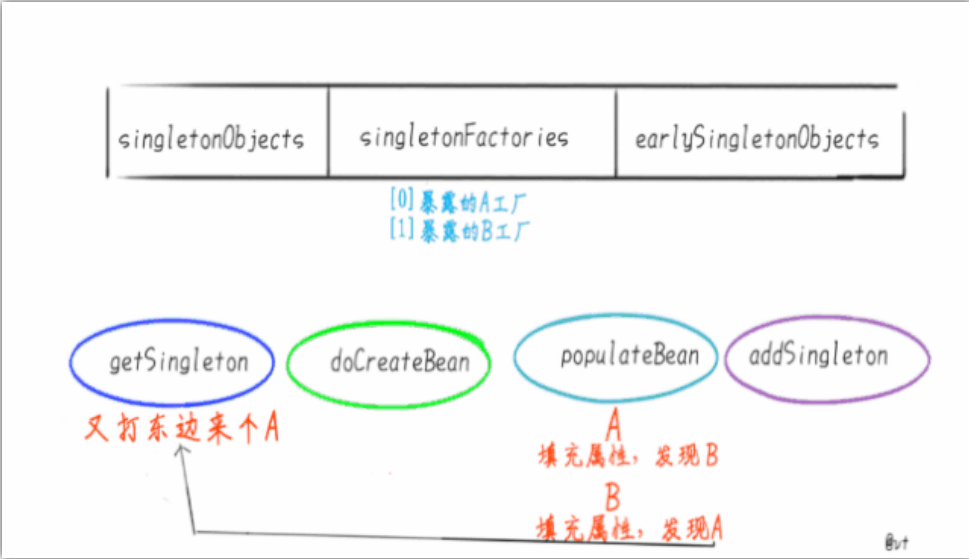 singletonObjects singletonFactories earlySingletonObjects
[0]暴露的A工厂
[1]暴露的B工厂
getSingleton doCreateBean populateBean addSingleton
又打东边来个A
A
填充属性，发现B
B
填充属性，发现A